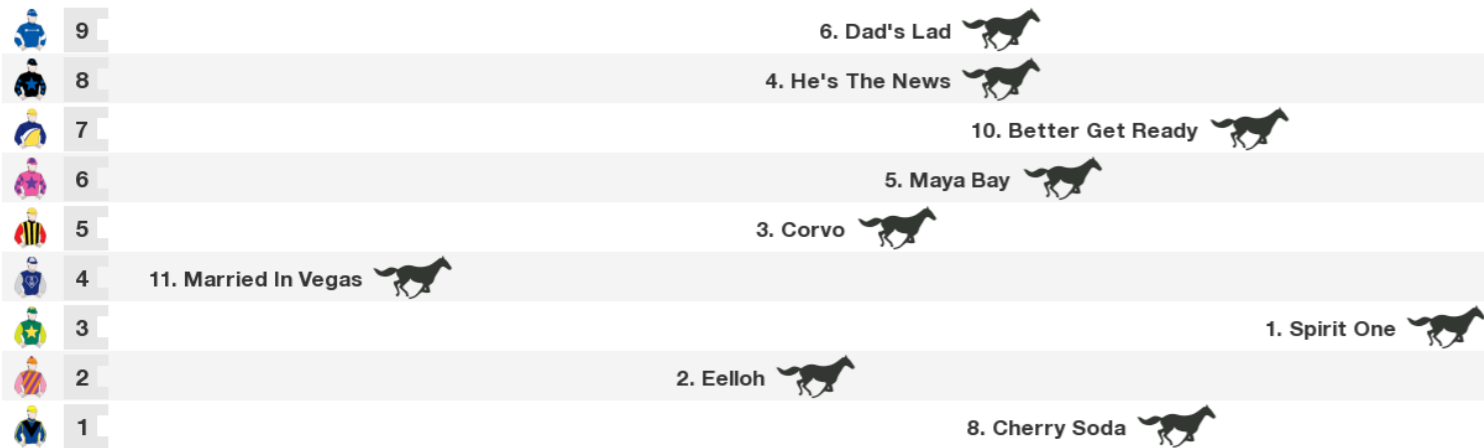 9 6. Dad's Lad
8 4. He's The News
7 10. Better Get Ready
6 5. Maya Bay
5 3. Corvo
4 11. Married In Vegas
3 1. Spirit One
2 2. Eelloh
1 8. Cherry Soda